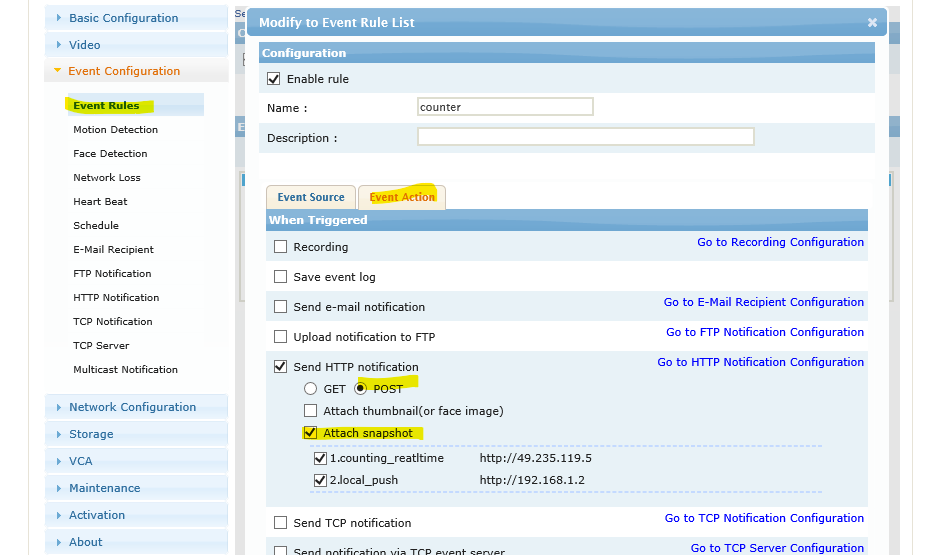 Basic Configuration
Video
Event Configuration
Event Rules
Motion Detection
Face Detection
Network Loss
Heart Beat
Schedule
E-Mail Recipient
FTP Notification
HTTP Notification
TCP Notification
TCP Server
Multicast Notification
Network Configuration
Storage
VCA
Maintenance
Activation
About
Se
Modify to Event Rule List
Configuration
Enable rule
Name :
counter
Description :
Event Source
Event Action
When Triggered
Recording
Go to Recording Configuration
Save event log
Send e-mail notification
Go to E-Mail Recipient Configuration
Upload notification to FTP
Go to FTP Notification Configuration
Send HTTP notification
Go to HTTP Notification Configuration
GET POST
Attach thumbnail(or face image)
Attach snapshot
1.counting_reatltime http://49.235.119.5
2.local_push http://192.168.1.2
Send TCP notification
Go to TCP Notification Configuration
Send notification via TCP event server
Go to TCP Server Configuration